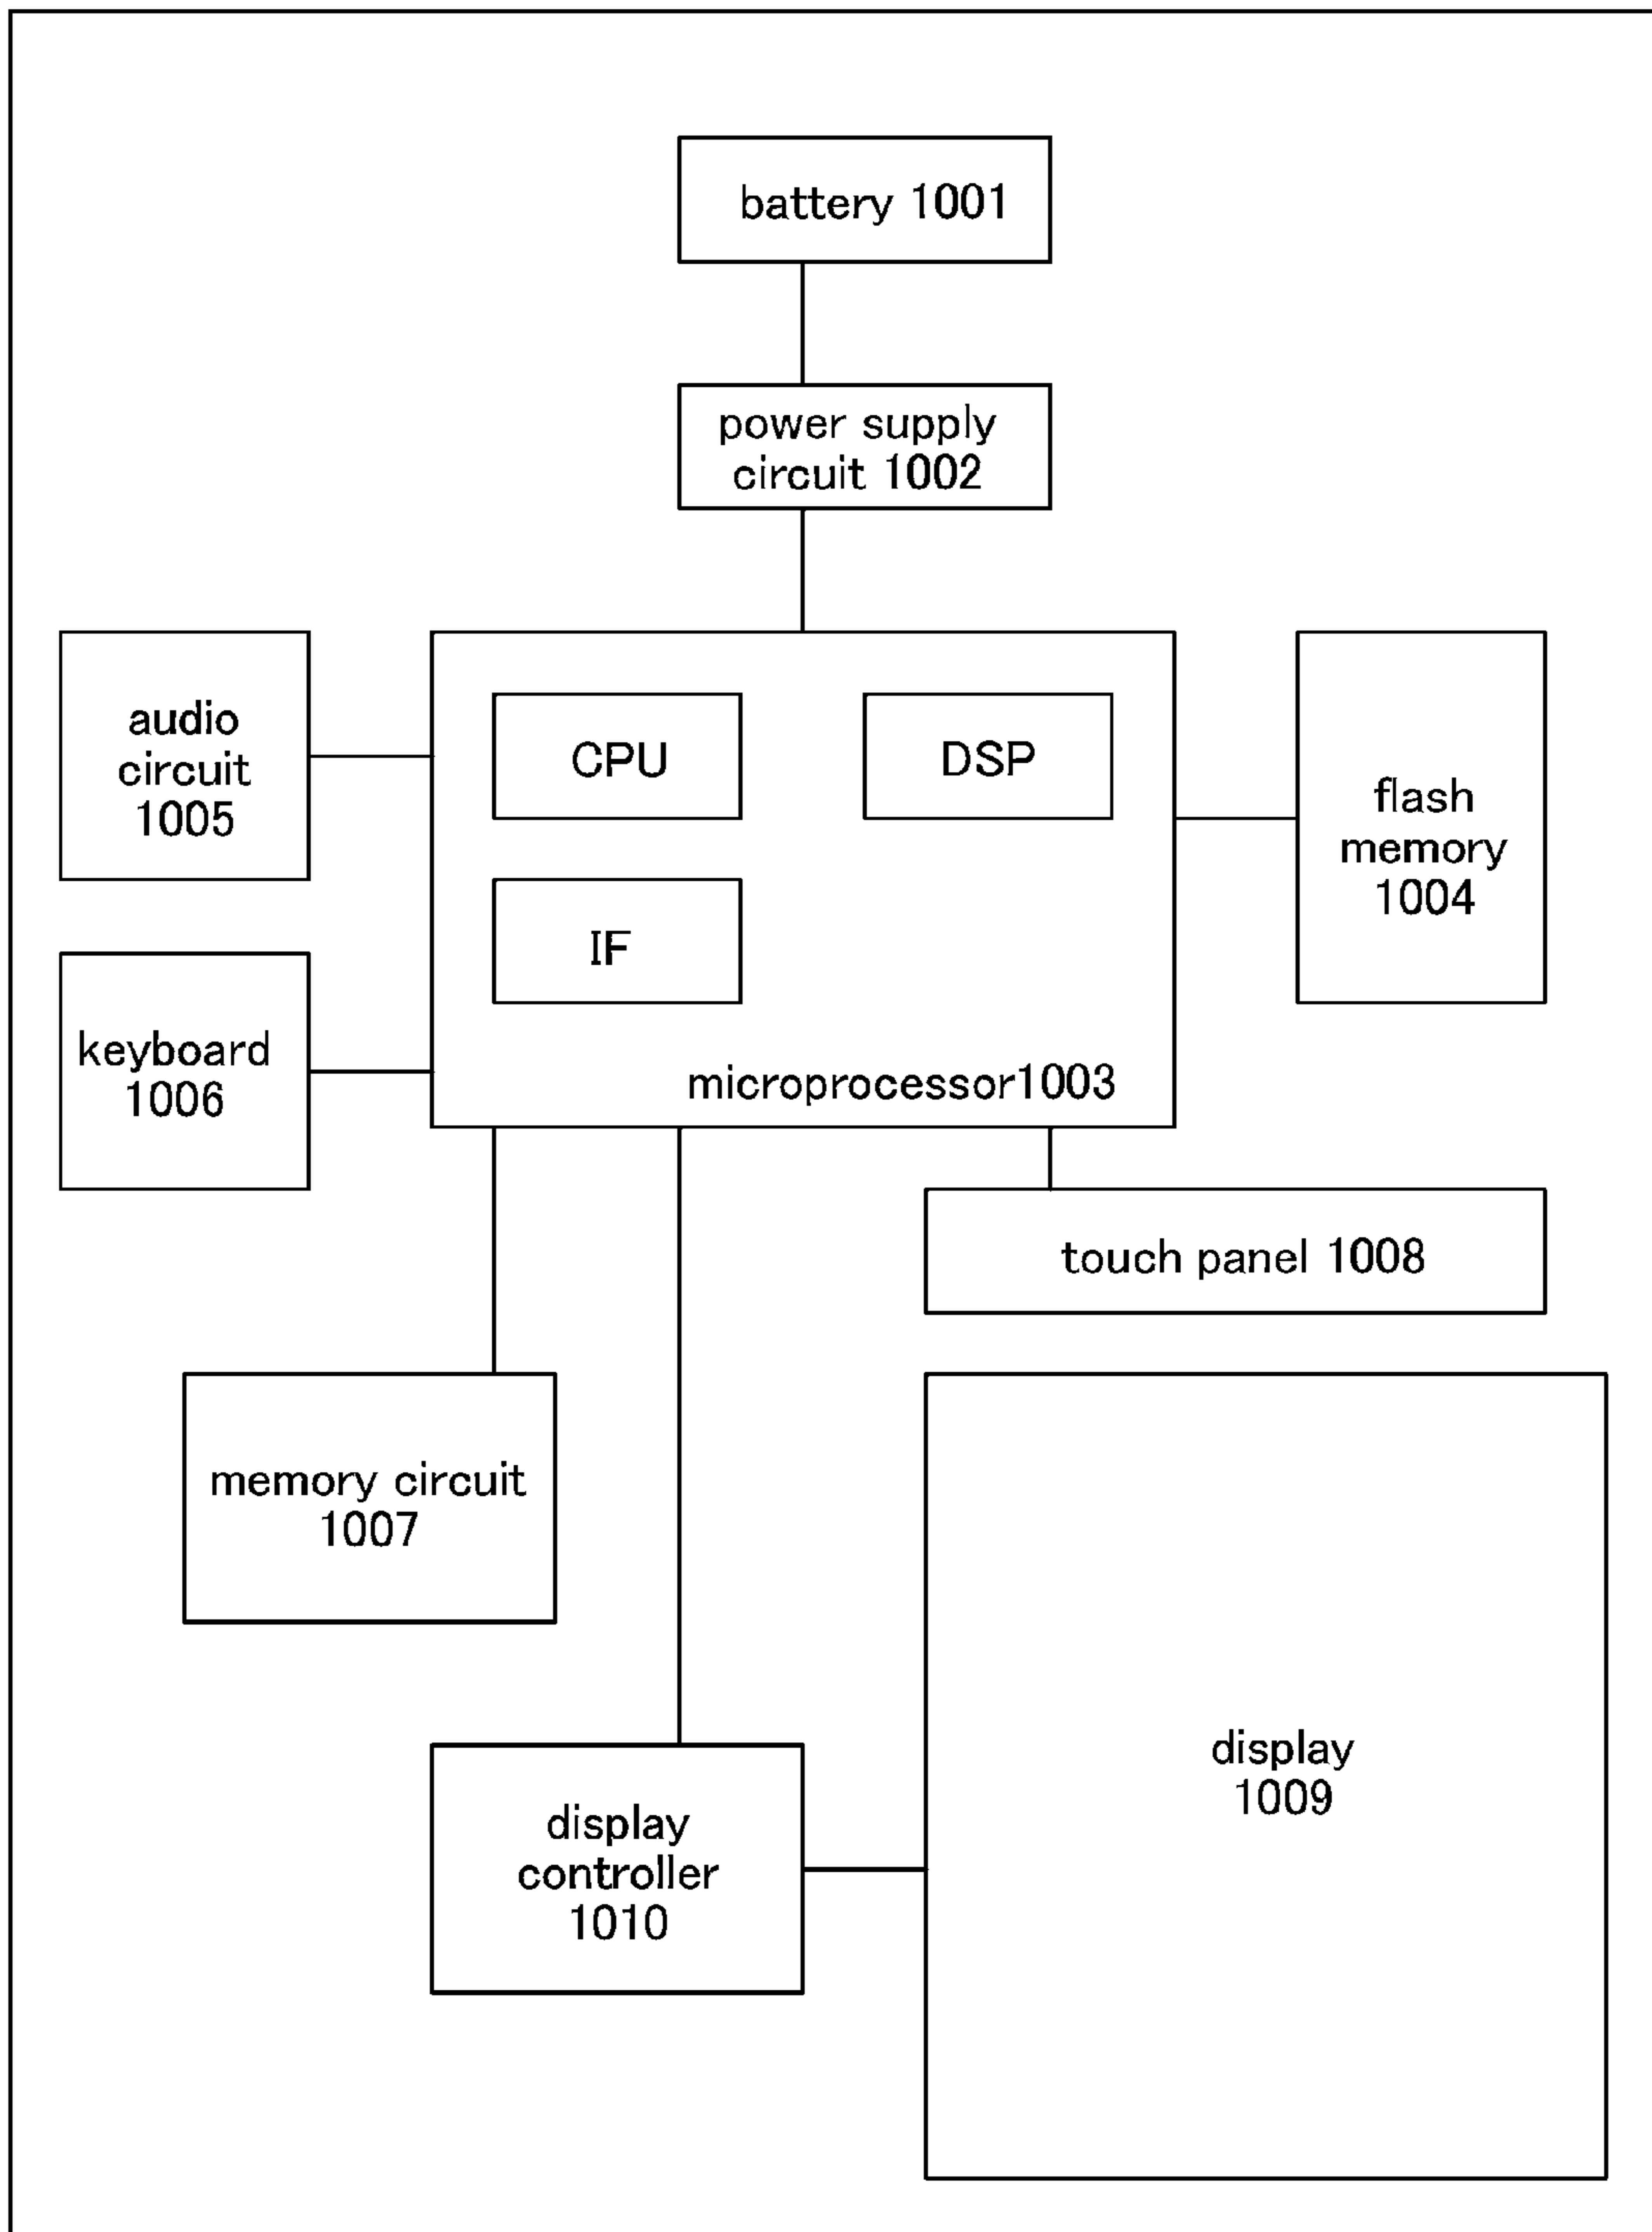 battery 1001
power supply
circuit 1002
audio
circuit
1005
CPU
DSP
flash
memory
1004
IF
keyboard
1006
microprocessor1003
touch panel 1008
memory circuit
1007
display
1009
display
controller
1010